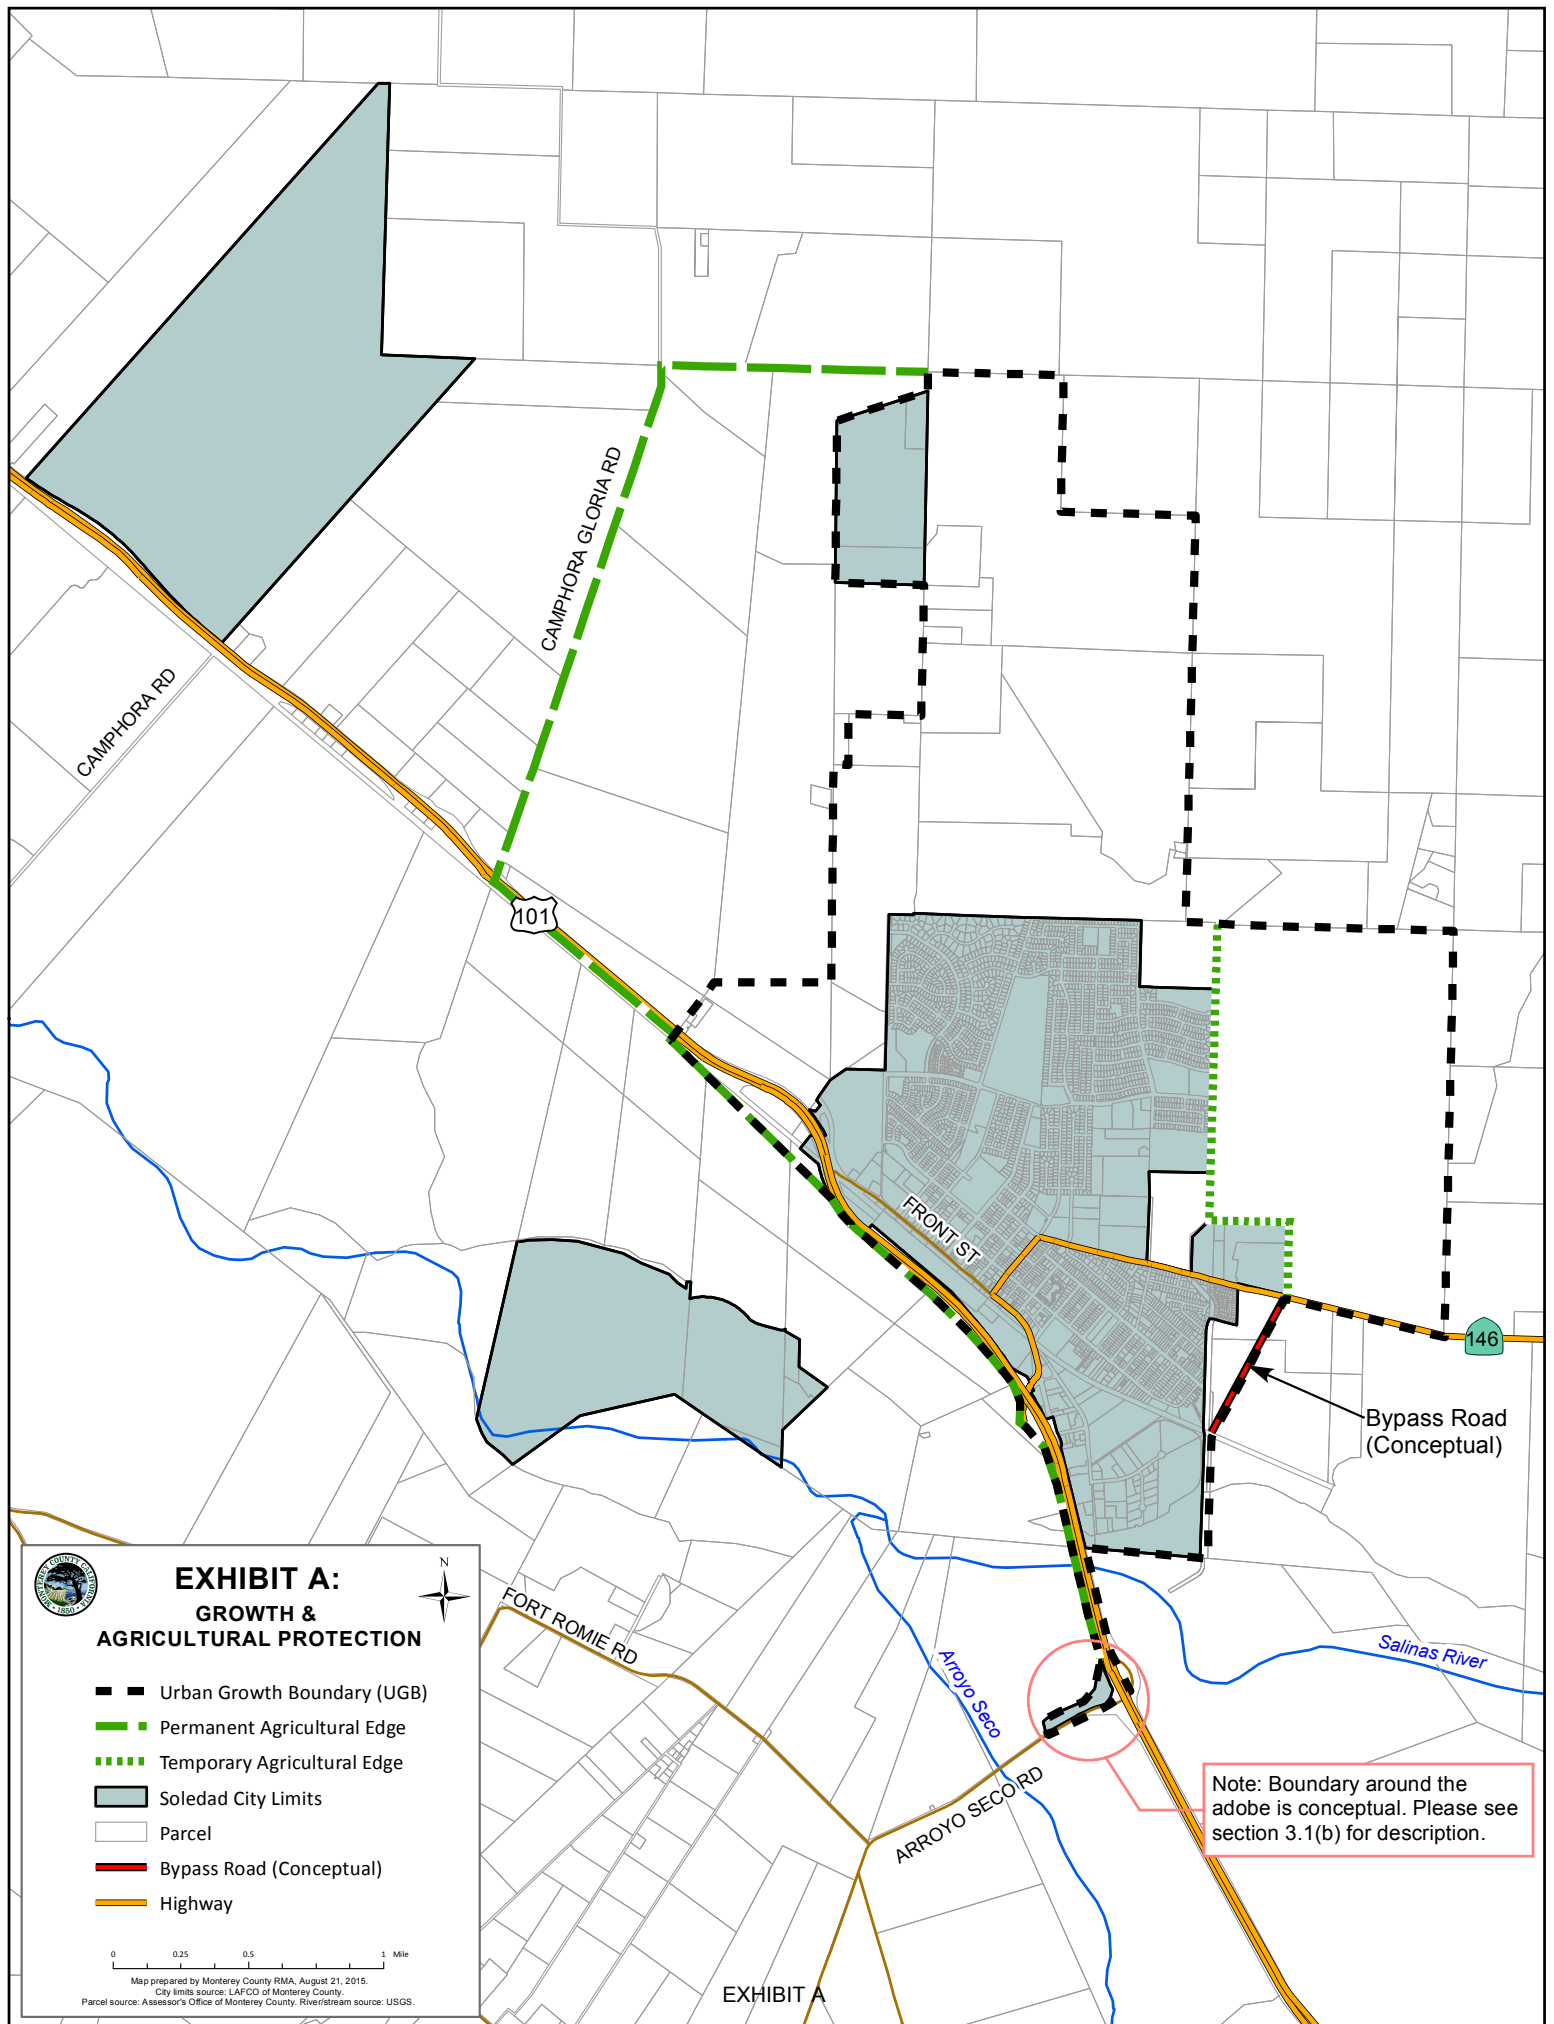 CAMPHORA GLORIA RD
CAMPHORA RD
101
FRONT ST
146
Bypass Road
(Conceptual)
MONTEREY COUNTY CALIFORNIA
1850
EXHIBIT A:
GROWTH &
AGRICULTURAL PROTECTION
N
Urban Growth Boundary (UGB)
Permanent Agricultural Edge
Temporary Agricultural Edge
Soledad City Limits
Parcel
Bypass Road (Conceptual)
Highway
0 0.25 0.5 1 Mile
Map prepared by Monterey County RMA, August 21, 2015.
City limits source: LAFCO of Monterey County.
Parcel source: Assessor's Office of Monterey County. River/stream source: USGS.
FORT ROMIE RD
Arroyo Seco
Salinas River
ARROYO SECO RD
Note: Boundary around the
adobe is conceptual. Please see
section 3.1(b) for description.
EXHIBIT A